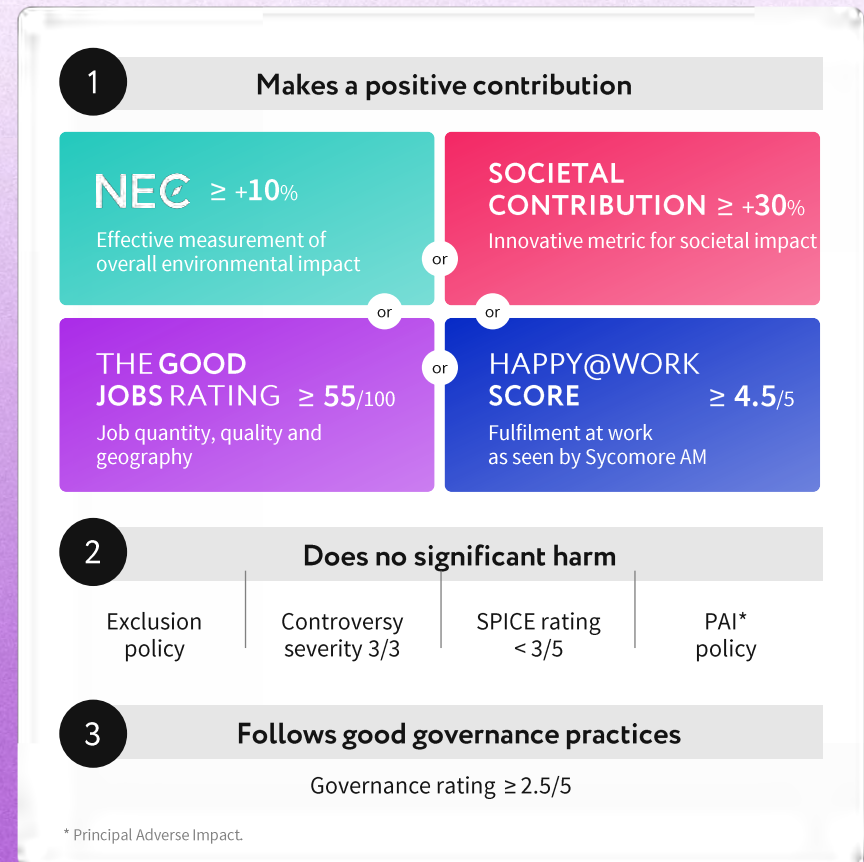 1
Makes a positive contribution
NEC ≥ +10%
Effective measurement of
overall environmental impact
or
SOCIETAL
CONTRIBUTION ≥ +30%
Innovative metric for societal impact
or
or
THE GOOD
JOBS RATING ≥ 55/100
Job quantity, quality and
geography
or
HAPPY@WORK
SCORE ≥ 4.5/5
Fulfilment at work
as seen by Sycomore AM
2
Does no significant harm
Exclusion
policy
Controversy
severity 3/3
SPICE rating
< 3/5
PAI*
policy
3
Follows good governance practices
Governance rating ≥ 2.5/5
* Principal Adverse Impact.